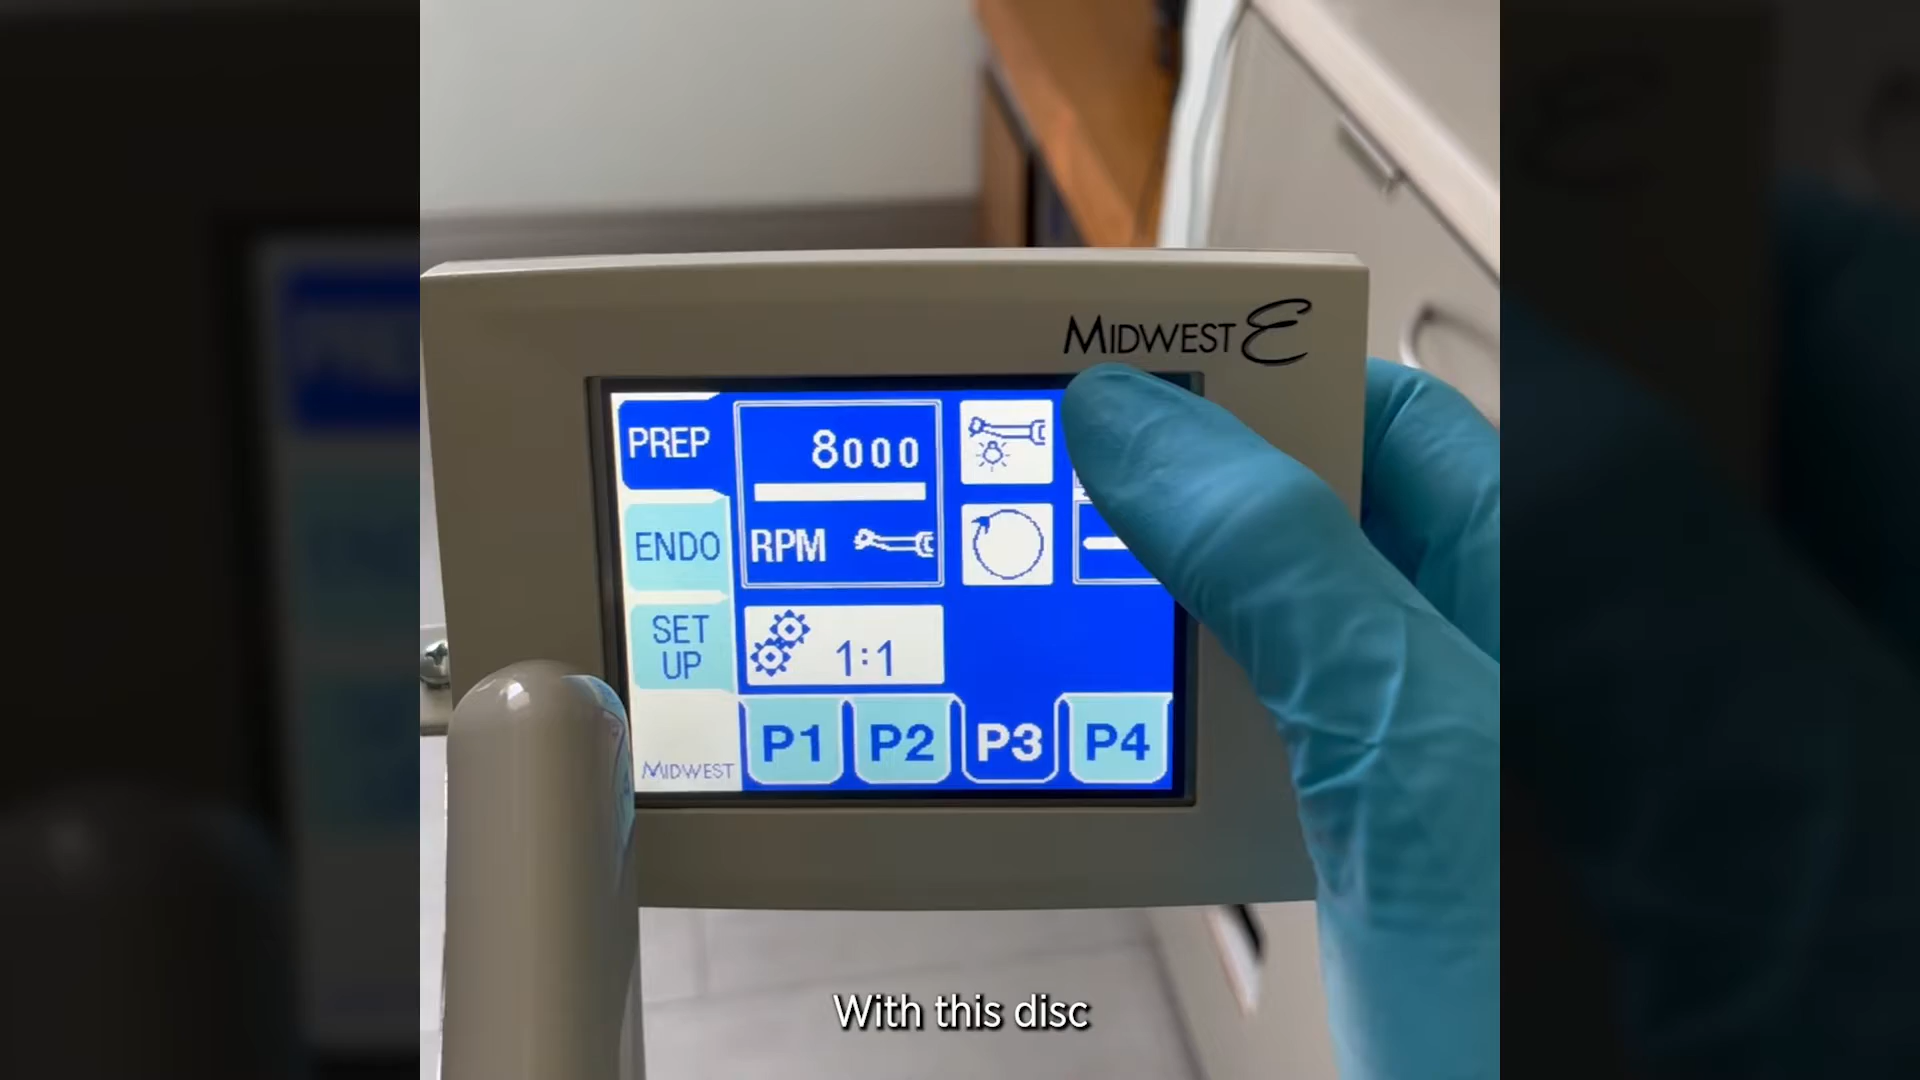 MIDWEST E
PREP
8000
ENDO
RPM
SET
UP
1:1
P1 P2 P3 P4
MIDWEST
With this disc